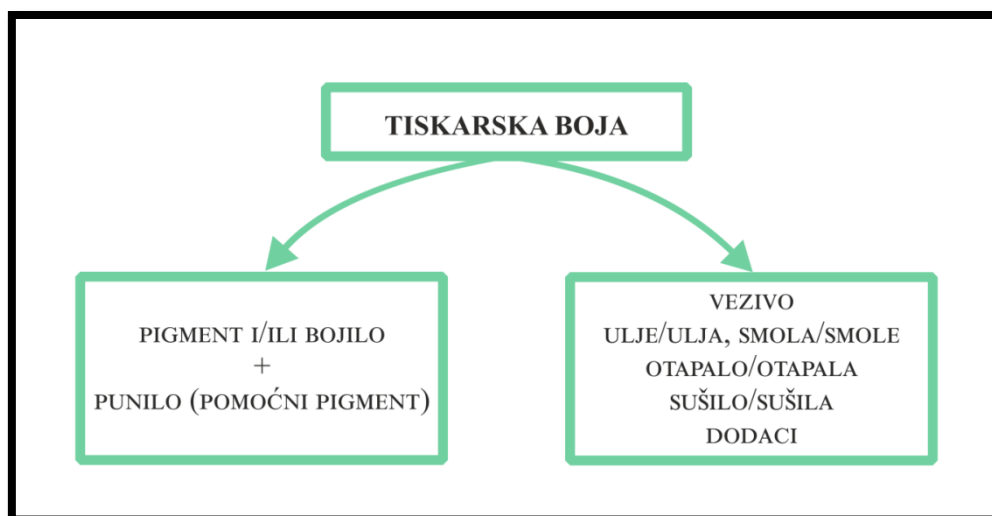 TISKARSKA BOJA
PIGMENT I/ILI BOJILO
+
PUNILO (POMOĆNI PIGMENT)
VEZIVO
ULJE/ULJA, SMOLA/SMOLE
OTAPALO/OTAPALA
SUŠILO/SUŠILA
DODACI